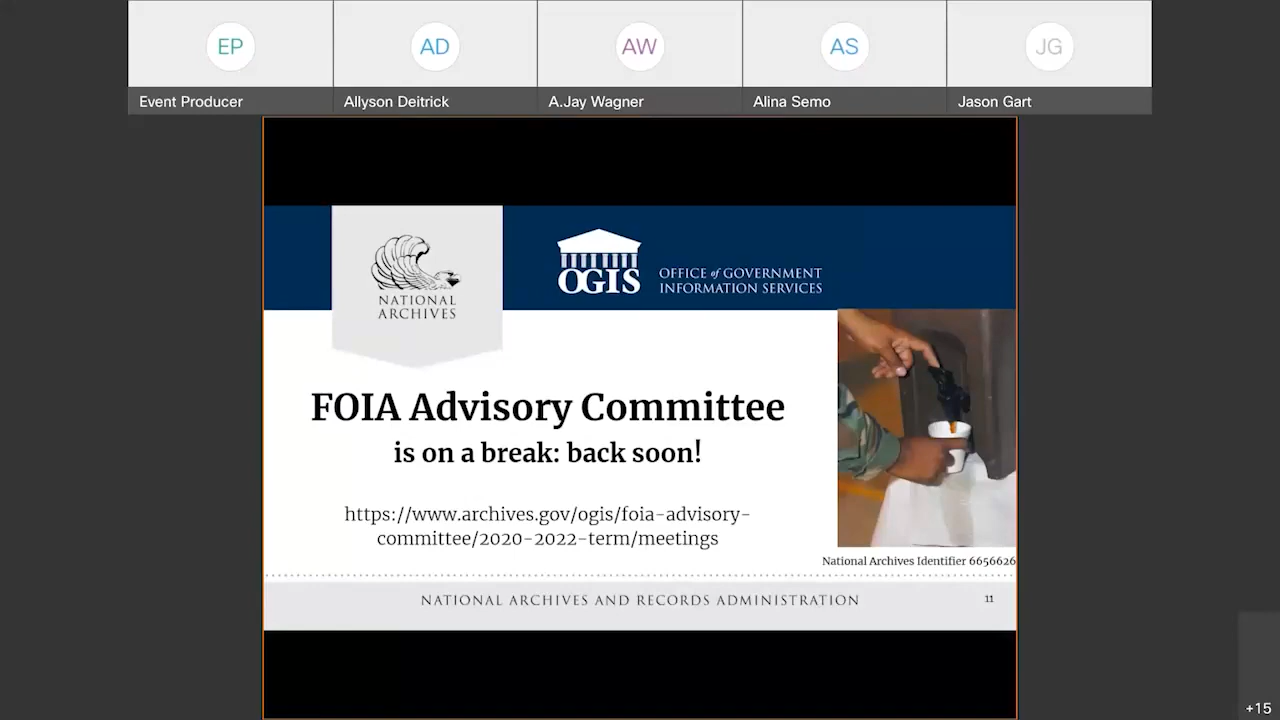 EP
AD
AW
AS
JG
Event Producer
Allyson Deitrick
A.Jay Wagner
Alina Semo
Jason Gart
NATIONAL
ARCHIVES
OGIS
OFFICE of GOVERNMENT
INFORMATION SERVICES
FOIA Advisory Committee
is on a break: back soon!
https://www.archives.gov/ogis/foia-advisory-
committee/2020-2022-term/meetings
National Archives Identifier 6656626
NATIONAL ARCHIVES AND RECORDS ADMINISTRATION
11
+15